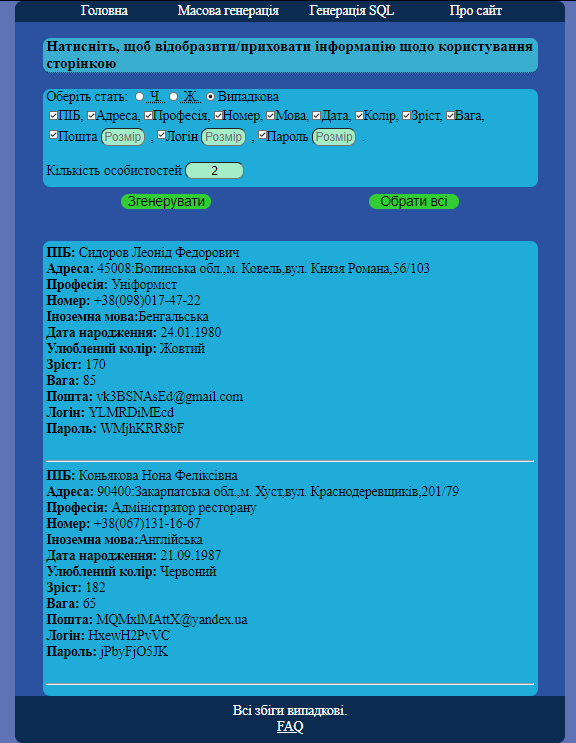 Головна Масова генерація Генерація SQL Про сайт
Натисніть, щоб відобразити/приховати інформацію щодо користування
сторінкою
Оберіть стать: Ч. Ж. Випадкова
ПІБ, Адреса, Професія, Номер, Мова, Дата, Колір, Зріст, Вага,
Пошта Розмір , Логін Розмір , Пароль Розмір .
Кількість особистостей 2
Згенерувати Обрати всі
ПІБ: Сидоров Леонід Федорович
Адреса: 45008:Волинська обл.,м. Ковель,вул. Князя Романа,56/103
Професія: Уніформіст
Номер: +38(098)017-47-22
Іноземна мова:Бенгальська
Дата народження: 24.01.1980
Улюблений колір: Жовтий
Зріст: 170
Вага: 85
Пошта: vk3BSNAsEd@gmail.com
Логін: YLMRDiMEcd
Пароль: WMjhKRR8bF
ПІБ: Коньякова Нона Феліксівна
Адреса: 90400:Закарпатська обл.,м. Хуст,вул. Краснодеревщиків,201/79
Професія: Адміністратор ресторану
Номер: +38(067)131-16-67
Іноземна мова:Англійська
Дата народження: 21.09.1987
Улюблений колір: Червоний
Зріст: 182
Вага: 65
Пошта: MQMxlMAttX@yandex.ua
Логін: HxewH2PvVC
Пароль: jPbyFjO5JK
Всі збіги випадкові.
FAQ